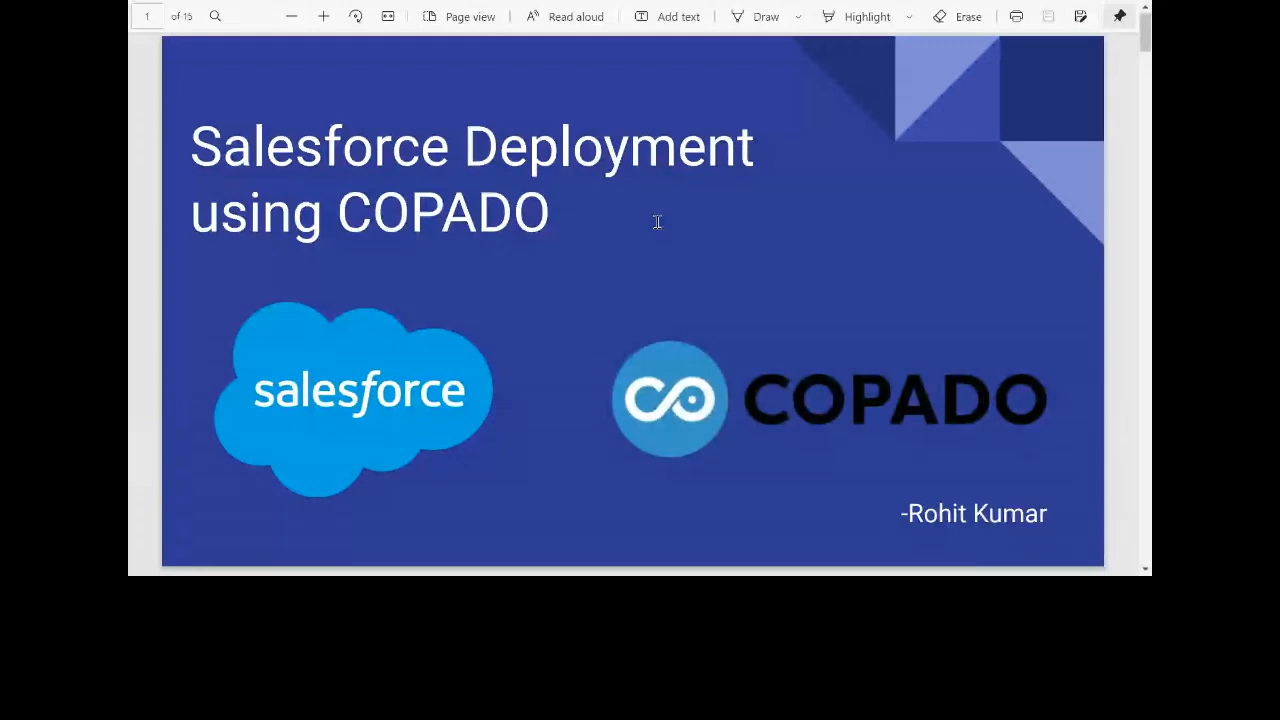 1 of 15 Page view Read aloud Add text Draw Highlight Erase
Salesforce Deployment
using COPADO
salesforce
COPADO
-Rohit Kumar